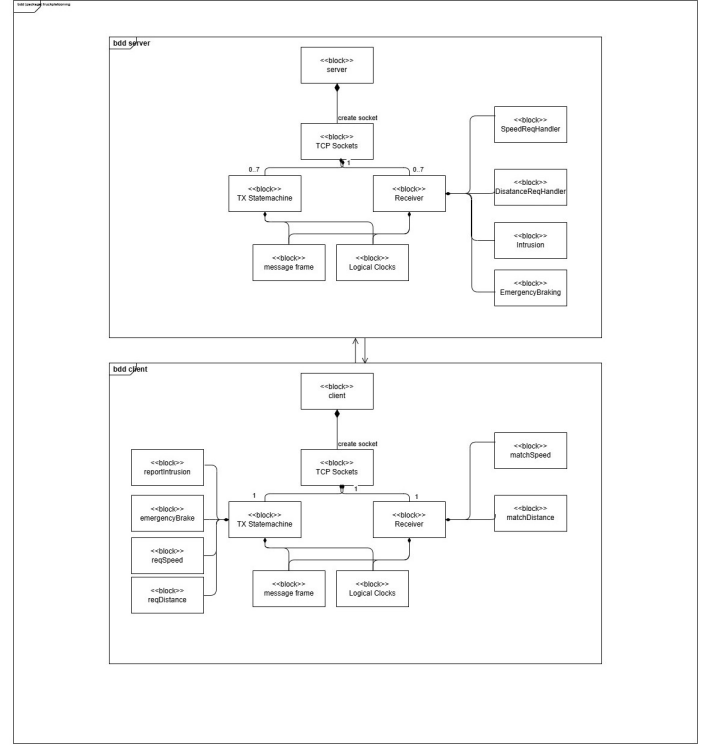 bdd [package] truckplatooning
bdd server
<<block>>
server
create socket
<<block>>
TCP Sockets
1
0..7
0..7
<<block>>
TX Statemachine
<<block>>
Receiver
<<block>>
message frame
<<block>>
Logical Clocks
<<block>>
SpeedReqHandler
<<block>>
DisatanceReqHandler
<<block>>
Intrusion
<<block>>
EmergencyBraking
bdd client
<<block>>
client
create socket
<<block>>
TCP Sockets
1
1
1
<<block>>
reportIntrusion
<<block>>
emergencyBrake
<<block>>
reqSpeed
<<block>>
reqDistance
<<block>>
TX Statemachine
<<block>>
Receiver
<<block>>
message frame
<<block>>
Logical Clocks
<<block>>
matchSpeed
<<block>>
matchDistance